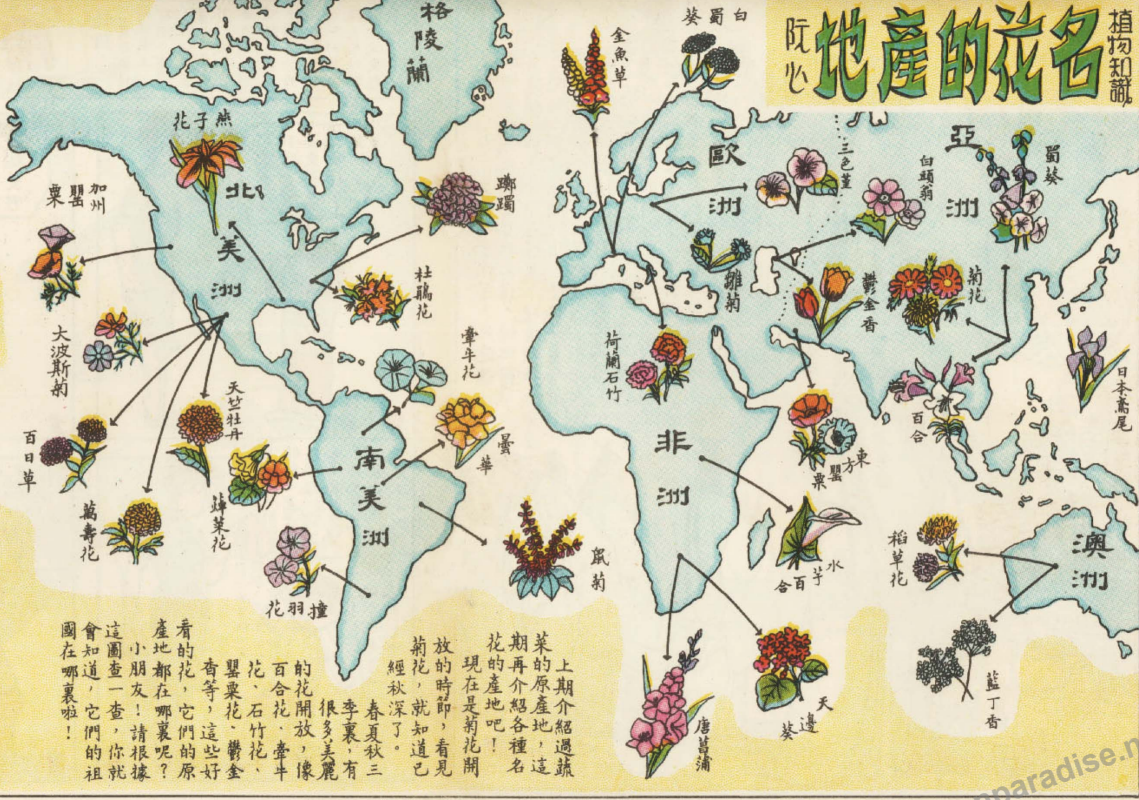 植物知識
名花的產地
阮心
格陵蘭
白蜀葵
金魚草
燕子花
北美洲
加州罌粟
躑躅
杜鵑花
大波斯菊
百日草
天竺牡丹
萬壽花
牽牛花
曇華
菜花
南美洲
撞羽花
鼠菊
歐洲
三色堇
雛菊
荷蘭石竹
亞洲
白頭翁
蜀葵
鬱金香
菊花
百合
日本鳶尾
東方罌粟
非洲
水芋百合
天邊葵
唐菖蒲
澳洲
稻草花
藍丁香
上期介紹過蔬
菜的原產地，這
期再介紹各種名
花的產地吧！
現在是菊花開
放的時節，看見
菊花，就知道已
經秋深了。
春夏秋三
季裏，有
很多美麗
的花開放，像
百合花、牽牛
花、石竹花、
罌粟花、鬱金
香等，這些好
看的花，它們的原
產地都在哪裏呢？
小朋友！請根據
這圖查一查，你就
會知道，它們的祖
國在哪裏啦！
paradise.n